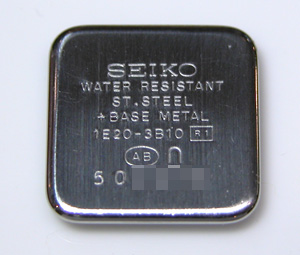 SEIKO
WATER RESISTANT
ST.STEEL
+BASE METAL
1E20-3B10 R1
AB n
50